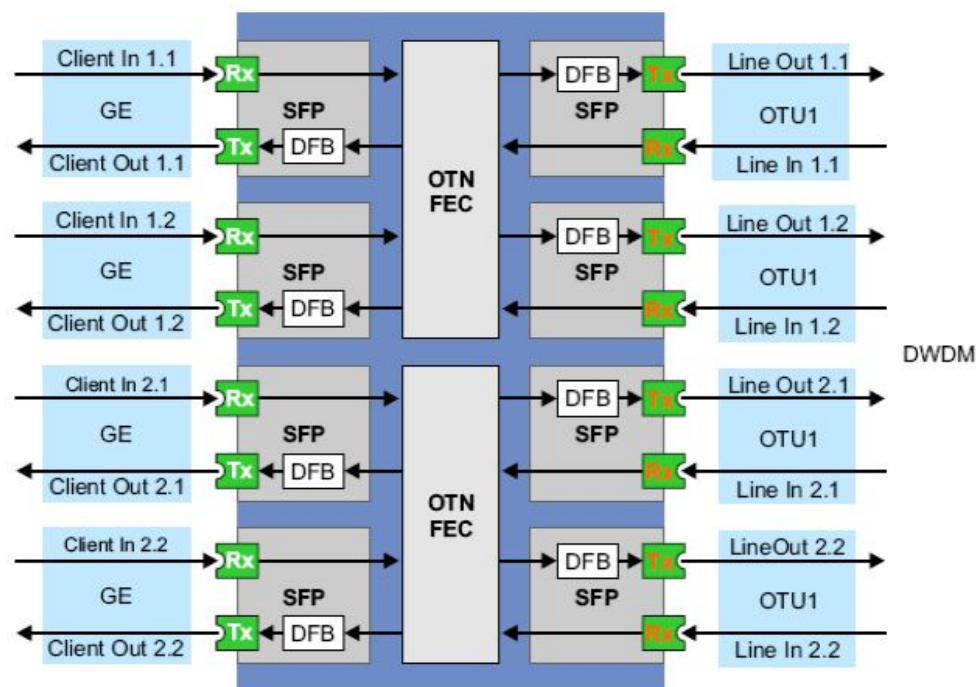 Client In 1.1
Rx
DFB
Tx
Line Out 1.1
GE
SFP
SFP
OTU1
Client Out 1.1
Tx
DFB
Rx
Line In 1.1
OTN
FEC
Client In 1.2
Rx
DFB
Tx
Line Out 1.2
GE
SFP
SFP
OTU1
Client Out 1.2
Tx
DFB
Rx
Line In 1.2
DWDM
Client In 2.1
Rx
DFB
Tx
Line Out 2.1
GE
SFP
SFP
OTU1
Client Out 2.1
Tx
DFB
Rx
Line In 2.1
OTN
FEC
Client In 2.2
Rx
DFB
Tx
LineOut 2.2
GE
SFP
SFP
OTU1
Client Out 2.2
Tx
DFB
Rx
Line In 2.2